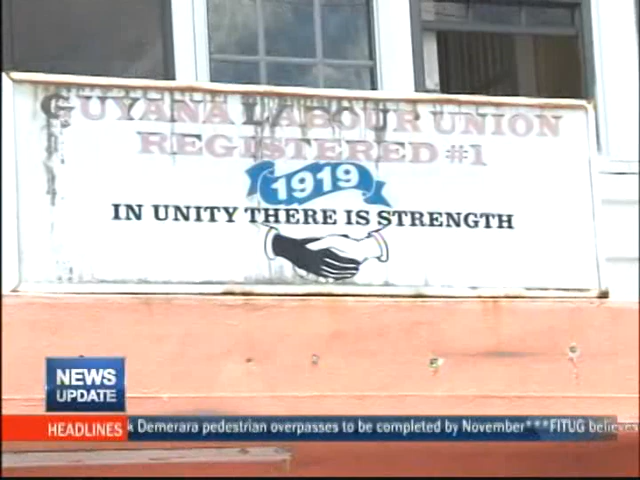 GUYANA LABOUR UNION
REGISTERED #1
1919
IN UNITY THERE IS STRENGTH
NEWS
UPDATE
HEADLINES
k Demerara pedestrian overpasses to be completed by November***FITUG believes